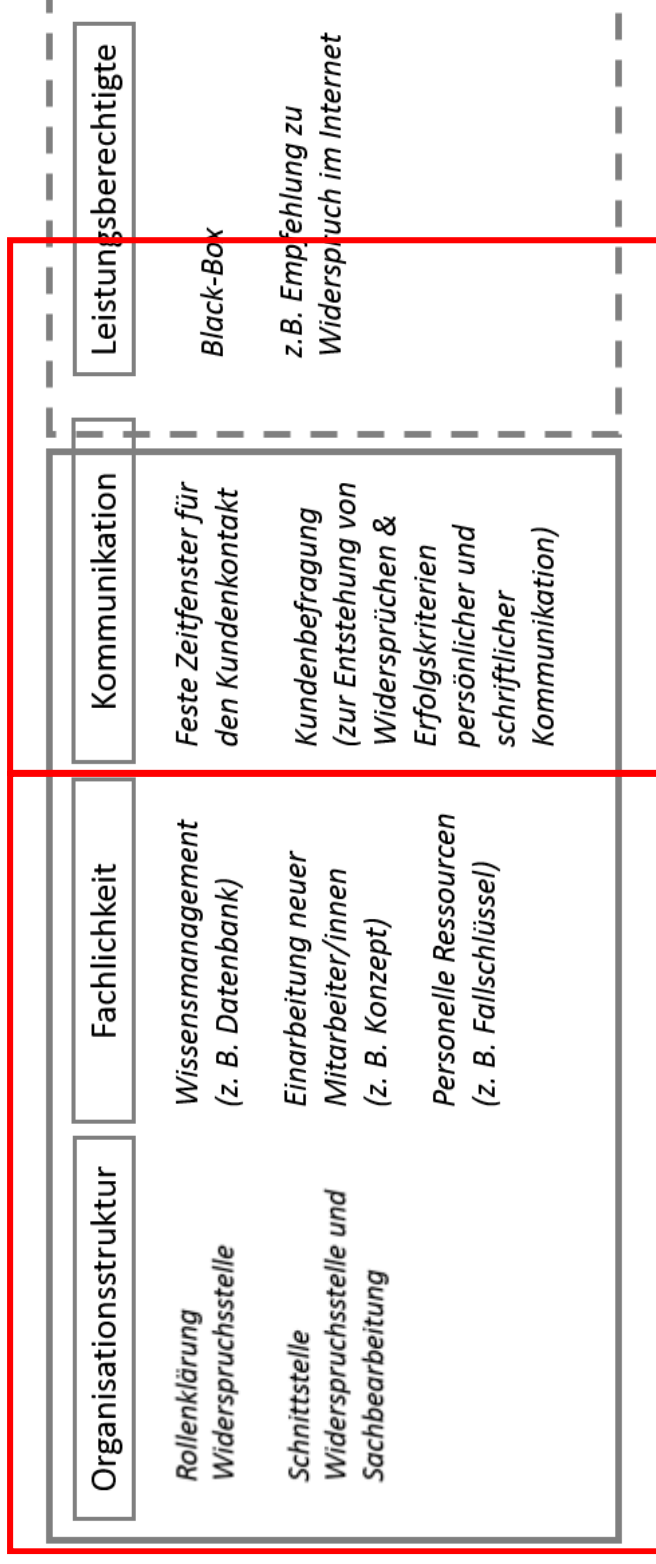 Organisationsstruktur
Rollenklärung
Widerspruchsstelle
Schnittstelle
Widerspruchsstelle und
Sachbearbeitung
Fachlichkeit
Wissensmanagement
(z. B. Datenbank)
Einarbeitung neuer
Mitarbeiter/innen
(z. B. Konzept)
Personelle Ressourcen
(z. B. Fallschlüssel)
Kommunikation
Feste Zeitfenster für
den Kundenkontakt
Kundenbefragung
(zur Entstehung von
Widersprüchen &
Erfolgskriterien
persönlicher und
schriftlicher
Kommunikation)
Leistungsberechtigte
Black-Box
z.B. Empfehlung zu
Widerspruch im Internet